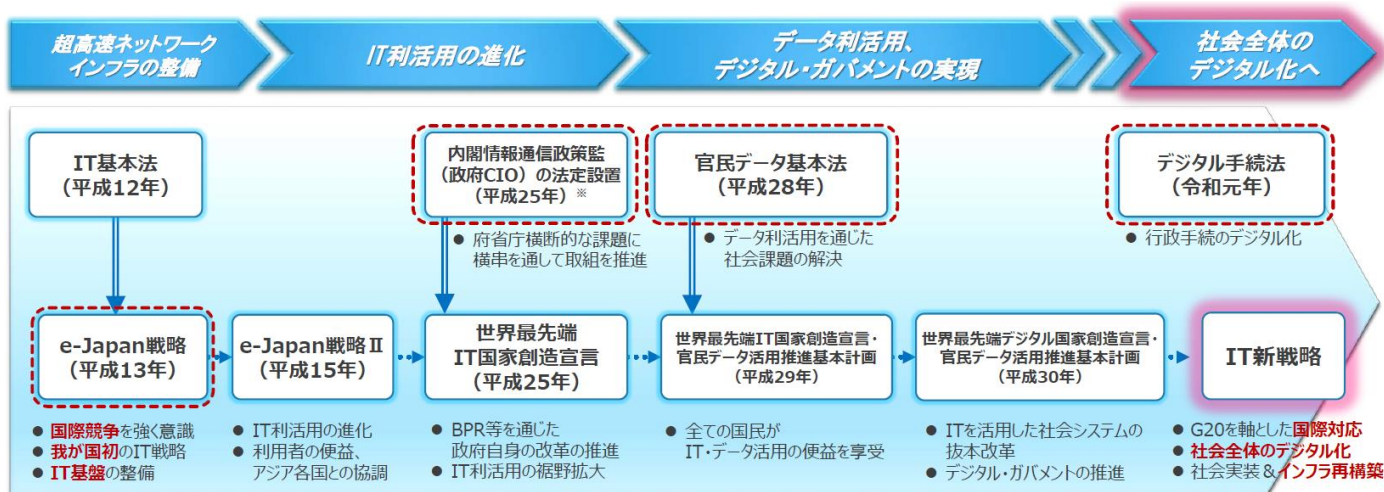 超高速ネットワーク
インフラの整備
IT利活用の進化
データ利活用、
デジタル・ガバメントの実現
社会全体の
デジタル化へ
IT基本法
(平成12年)
内閣情報通信政策監
(政府CIO)の法定設置
(平成25年)※
官民データ基本法
(平成28年)
デジタル手続法
(令和元年)
● 府省庁横断的な課題に
横串を通して取組を推進
● データ利活用を通じた
社会課題の解決
● 行政手続のデジタル化
e-Japan戦略
(平成13年)
e-Japan戦略Ⅱ
(平成15年)
世界最先端
IT国家創造宣言
(平成25年)
世界最先端IT国家創造宣言・
官民データ活用推進基本計画
(平成29年)
世界最先端デジタル国家創造宣言・
官民データ活用推進基本計画
(平成30年)
IT新戦略
● 国際競争を強く意識
● 我が国初のIT戦略
● IT基盤の整備
● IT利活用の進化
● 利用者の便益、
アジア各国との協調
● BPR等を通じた
政府自身の改革の推進
● IT利活用の裾野拡大
● 全ての国民が
IT・データ活用の便益を享受
● ITを活用した社会システムの
抜本改革
● デジタル・ガバメントの推進
● G20を軸とした国際対応
● 社会全体のデジタル化
● 社会実装&インフラ再構築